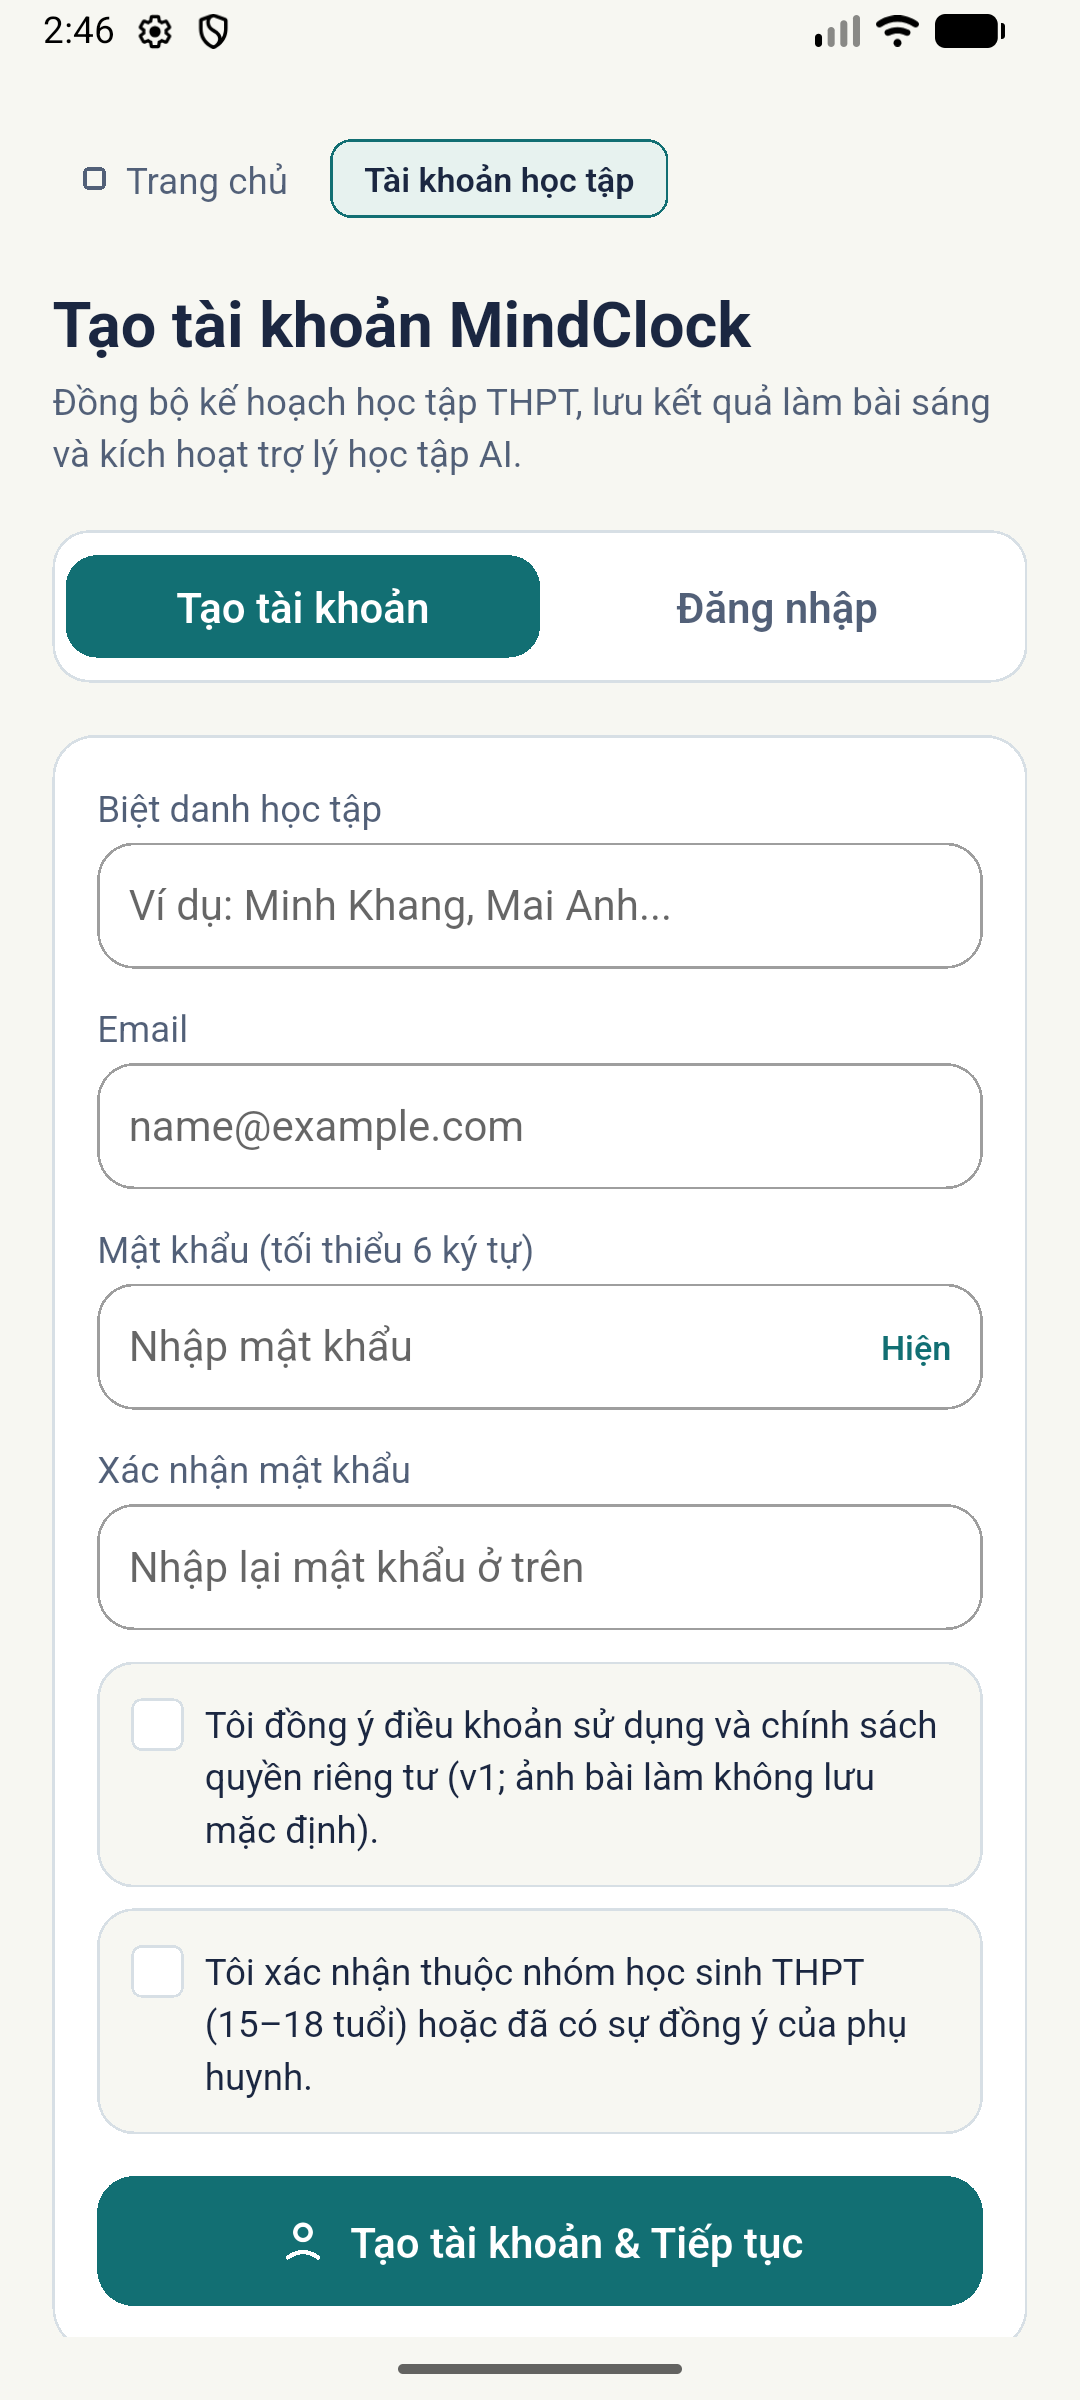 2:46
Trang chủ
Tài khoản học tập
Tạo tài khoản MindClock
Đồng bộ kế hoạch học tập THPT, lưu kết quả làm bài sáng
và kích hoạt trợ lý học tập AI.
Tạo tài khoản
Đăng nhập
Biệt danh học tập
Ví dụ: Minh Khang, Mai Anh...
Email
name@example.com
Mật khẩu (tối thiểu 6 ký tự)
Nhập mật khẩu
Hiện
Xác nhận mật khẩu
Nhập lại mật khẩu ở trên
Tôi đồng ý điều khoản sử dụng và chính sách
quyền riêng tư (v1; ảnh bài làm không lưu
mặc định).
Tôi xác nhận thuộc nhóm học sinh THPT
(15–18 tuổi) hoặc đã có sự đồng ý của phụ
huynh.
Tạo tài khoản & Tiếp tục